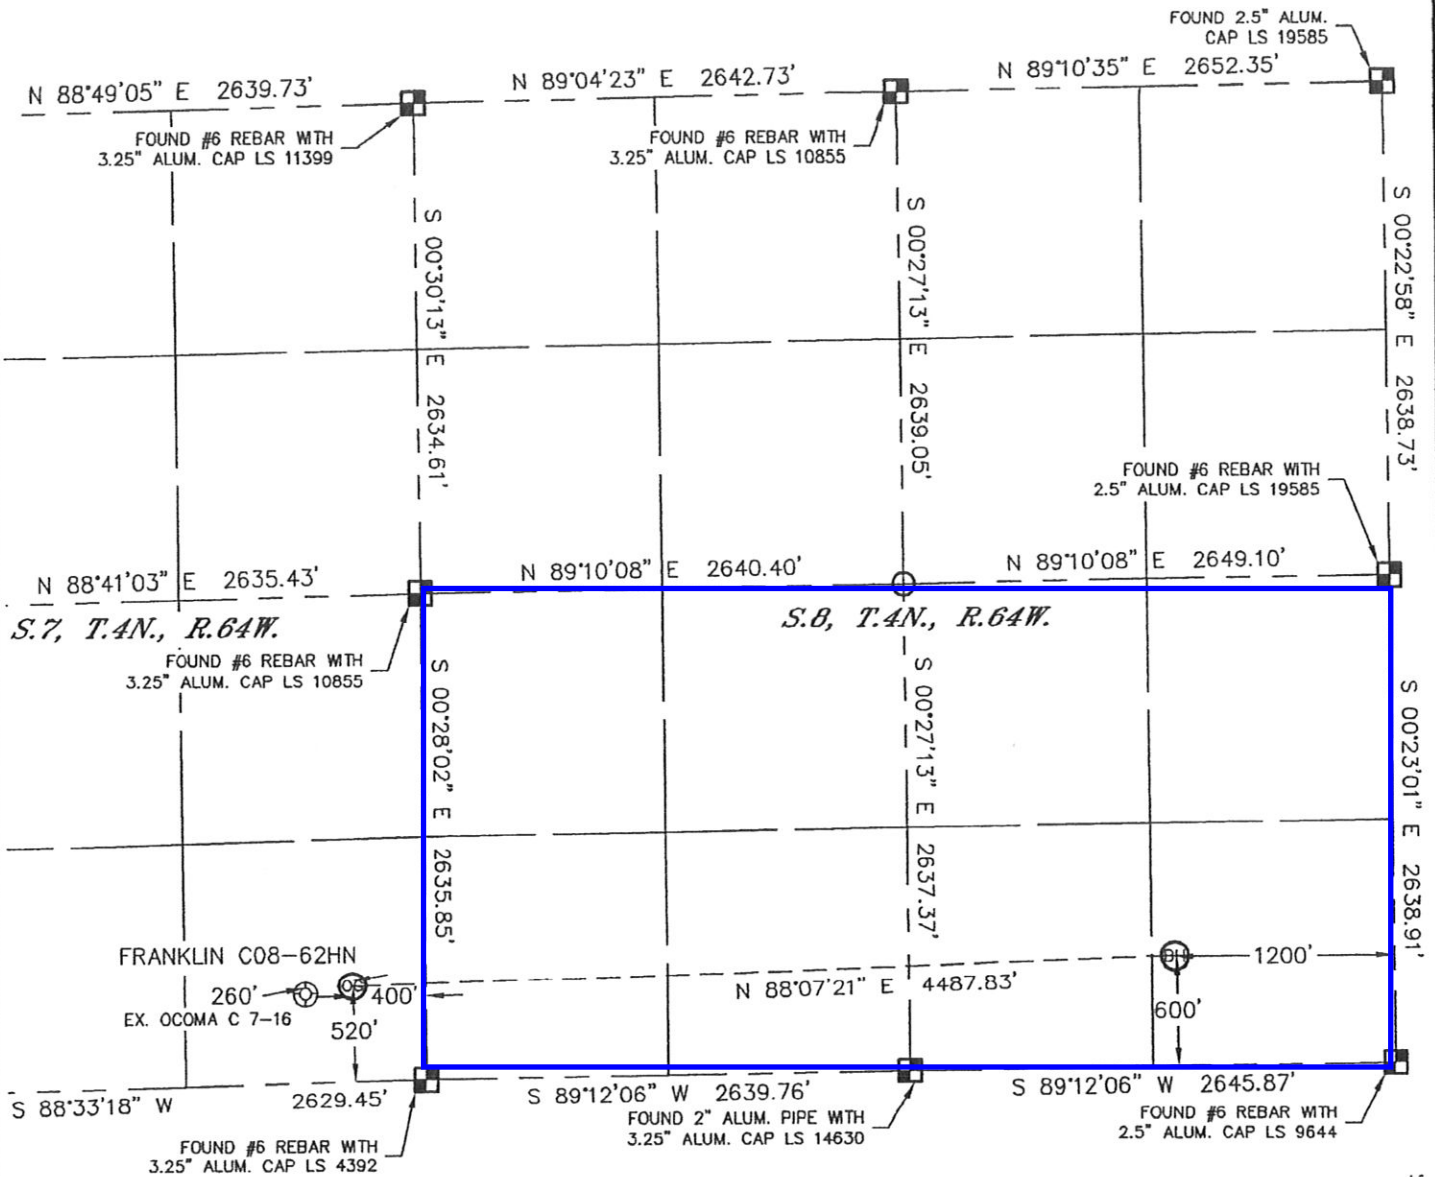 FOUND 2.5" ALUM.
CAP LS 19585
N 88°49'05" E 2639.73'
N 89°04'23" E 2642.73'
N 89°10'35" E 2652.35'
FOUND #6 REBAR WITH
3.25" ALUM. CAP LS 11399
FOUND #6 REBAR WITH
3.25" ALUM. CAP LS 10855
S 00°30'13" E 2634.61'
S 00°27'13" E 2639.05'
S 00°22'58" E 2638.73'
FOUND #6 REBAR WITH
2.5" ALUM. CAP LS 19585
N 88°41'03" E 2635.43'
N 89°10'08" E 2640.40'
N 89°10'08" E 2649.10'
S.7, T.4N., R.64W.
S.8, T.4N., R.64W.
FOUND #6 REBAR WITH
3.25" ALUM. CAP LS 10855
S 00°28'02" E 2635.85'
S 00°27'13" E 2637.37'
S 00°23'01" E 2638.91'
FRANKLIN C08-62HN
260'
400'
EX. OCOMA C 7-16
520'
N 88°07'21" E 4487.83'
BH
1200'
600'
S 88°33'18" W 2629.45'
S 89°12'06" W 2639.76'
S 89°12'06" W 2645.87'
FOUND #6 REBAR WITH
3.25" ALUM. CAP LS 4392
FOUND 2" ALUM. PIPE WITH
3.25" ALUM. CAP LS 14630
FOUND #6 REBAR WITH
2.5" ALUM. CAP LS 9644